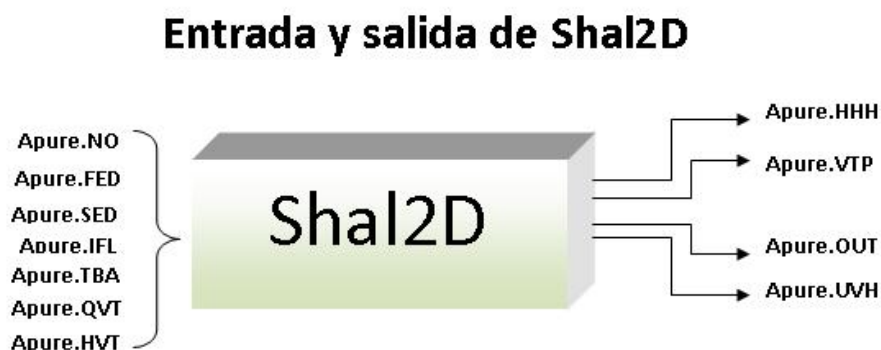 Entrada y salida de Shal2D
Apure.NO
Apure.FED
Apure.SED
Apure.IFL
Apure.TBA
Apure.QVT
Apure.HVT
Shal2D
Apure.HHH
Apure.VTP
Apure.OUT
Apure.UVH